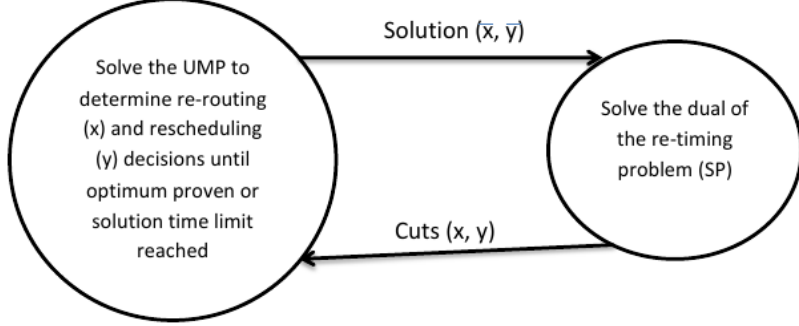 Solve the UMP to
determine re-routing
(x) and rescheduling
(y) decisions until
optimum proven or
solution time limit
reached
Solution (x̅, y̅)
Solve the dual of
the re-timing
problem (SP)
Cuts (x, y)